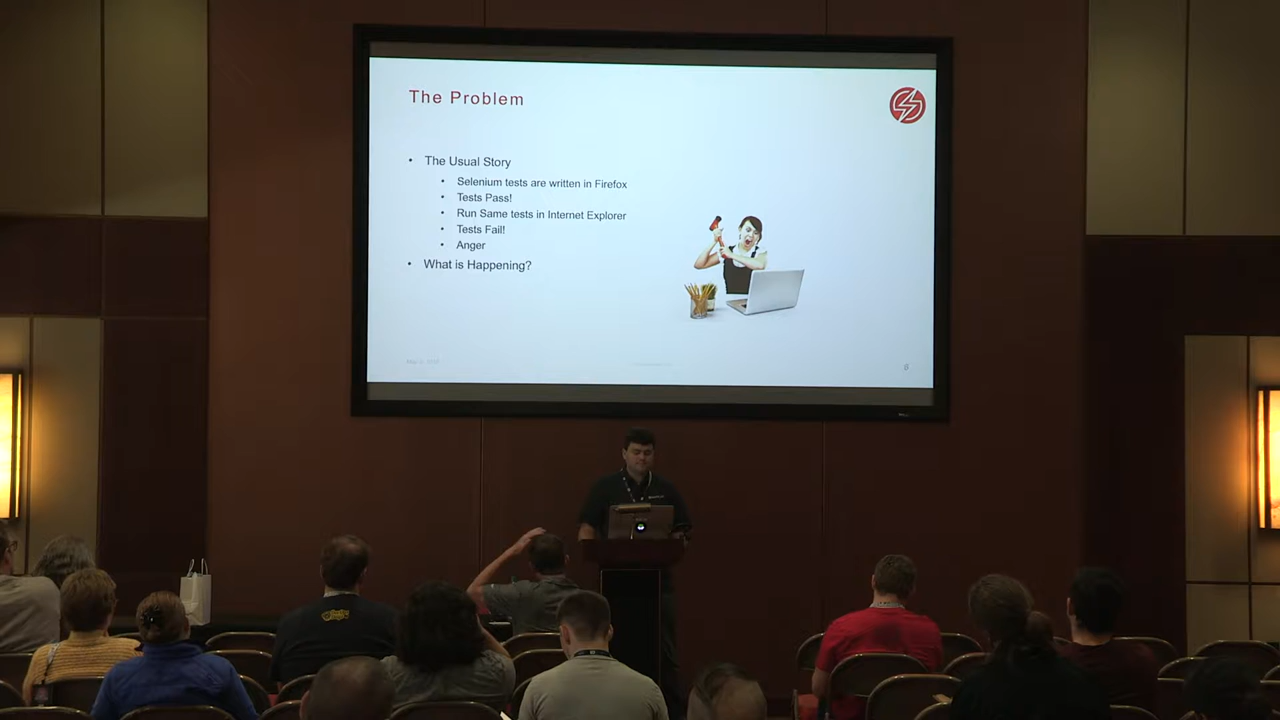 The Problem
• The Usual Story
• Selenium tests are written in Firefox
• Tests Pass!
• Run Same tests in Internet Explorer
• Tests Fail!
• Anger
• What is Happening?